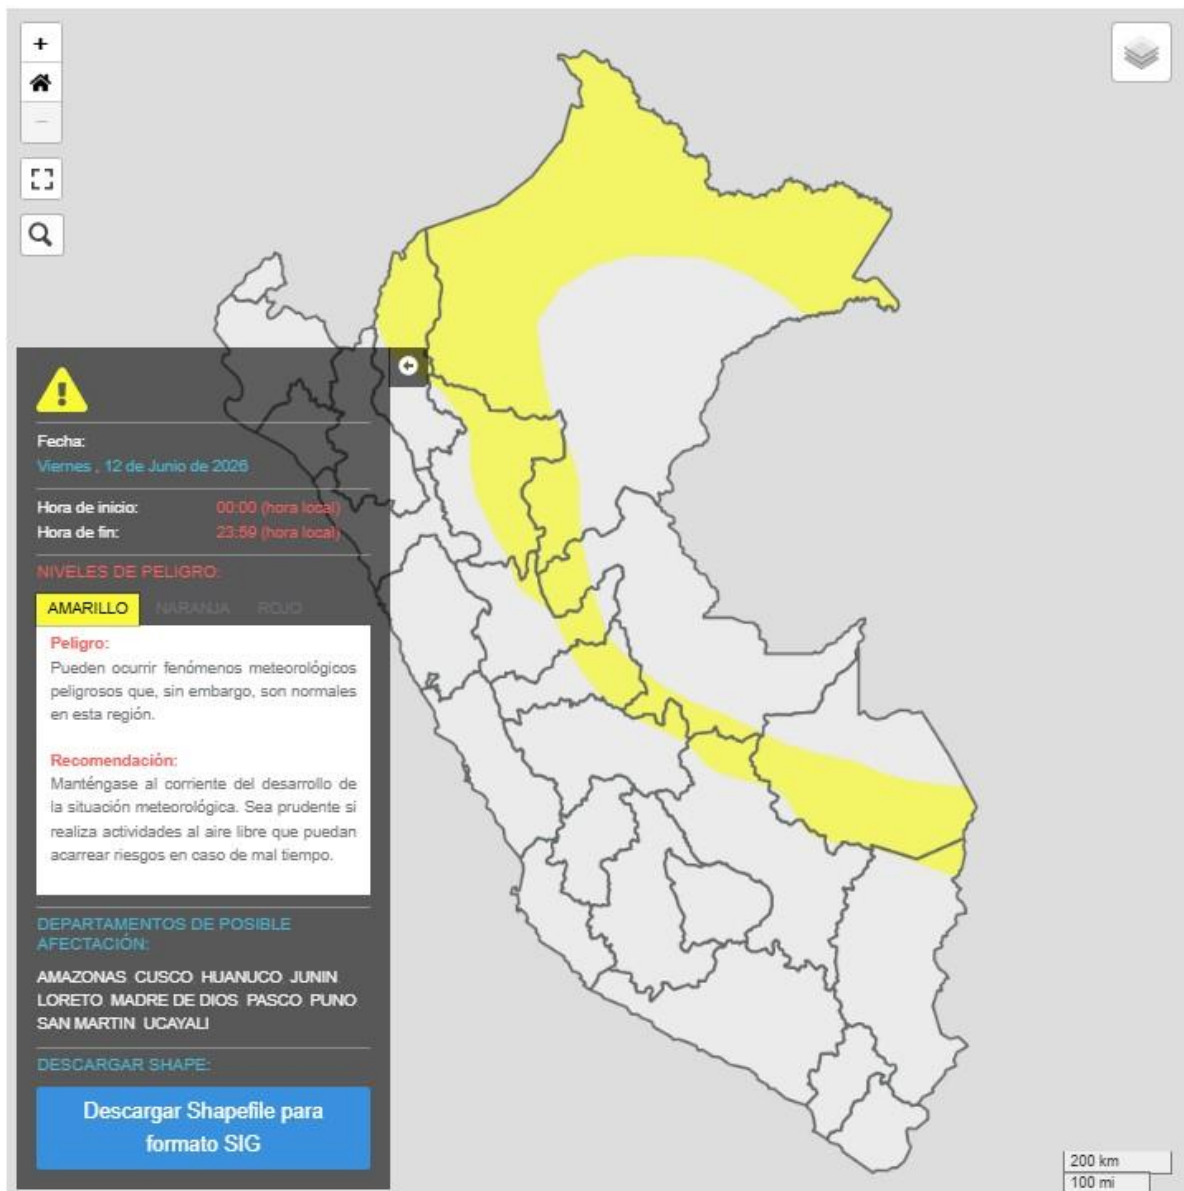 +
−
Fecha:
Viernes , 12 de Junio de 2026
Hora de inicio: 00:00 (hora local)
Hora de fin: 23:59 (hora local)
NIVELES DE PELIGRO:
AMARILLO NARANJA ROJO
Peligro:
Pueden ocurrir fenómenos meteorológicos
peligrosos que, sin embargo, son normales
en esta región.
Recomendación:
Manténgase al corriente del desarrollo de
la situación meteorológica. Sea prudente si
realiza actividades al aire libre que puedan
acarrear riesgos en caso de mal tiempo.
DEPARTAMENTOS DE POSIBLE
AFECTACIÓN:
AMAZONAS CUSCO HUANUCO JUNIN
LORETO MADRE DE DIOS PASCO PUNO
SAN MARTIN UCAYALI
DESCARGAR SHAPE:
Descargar Shapefile para
formato SIG
200 km
100 mi